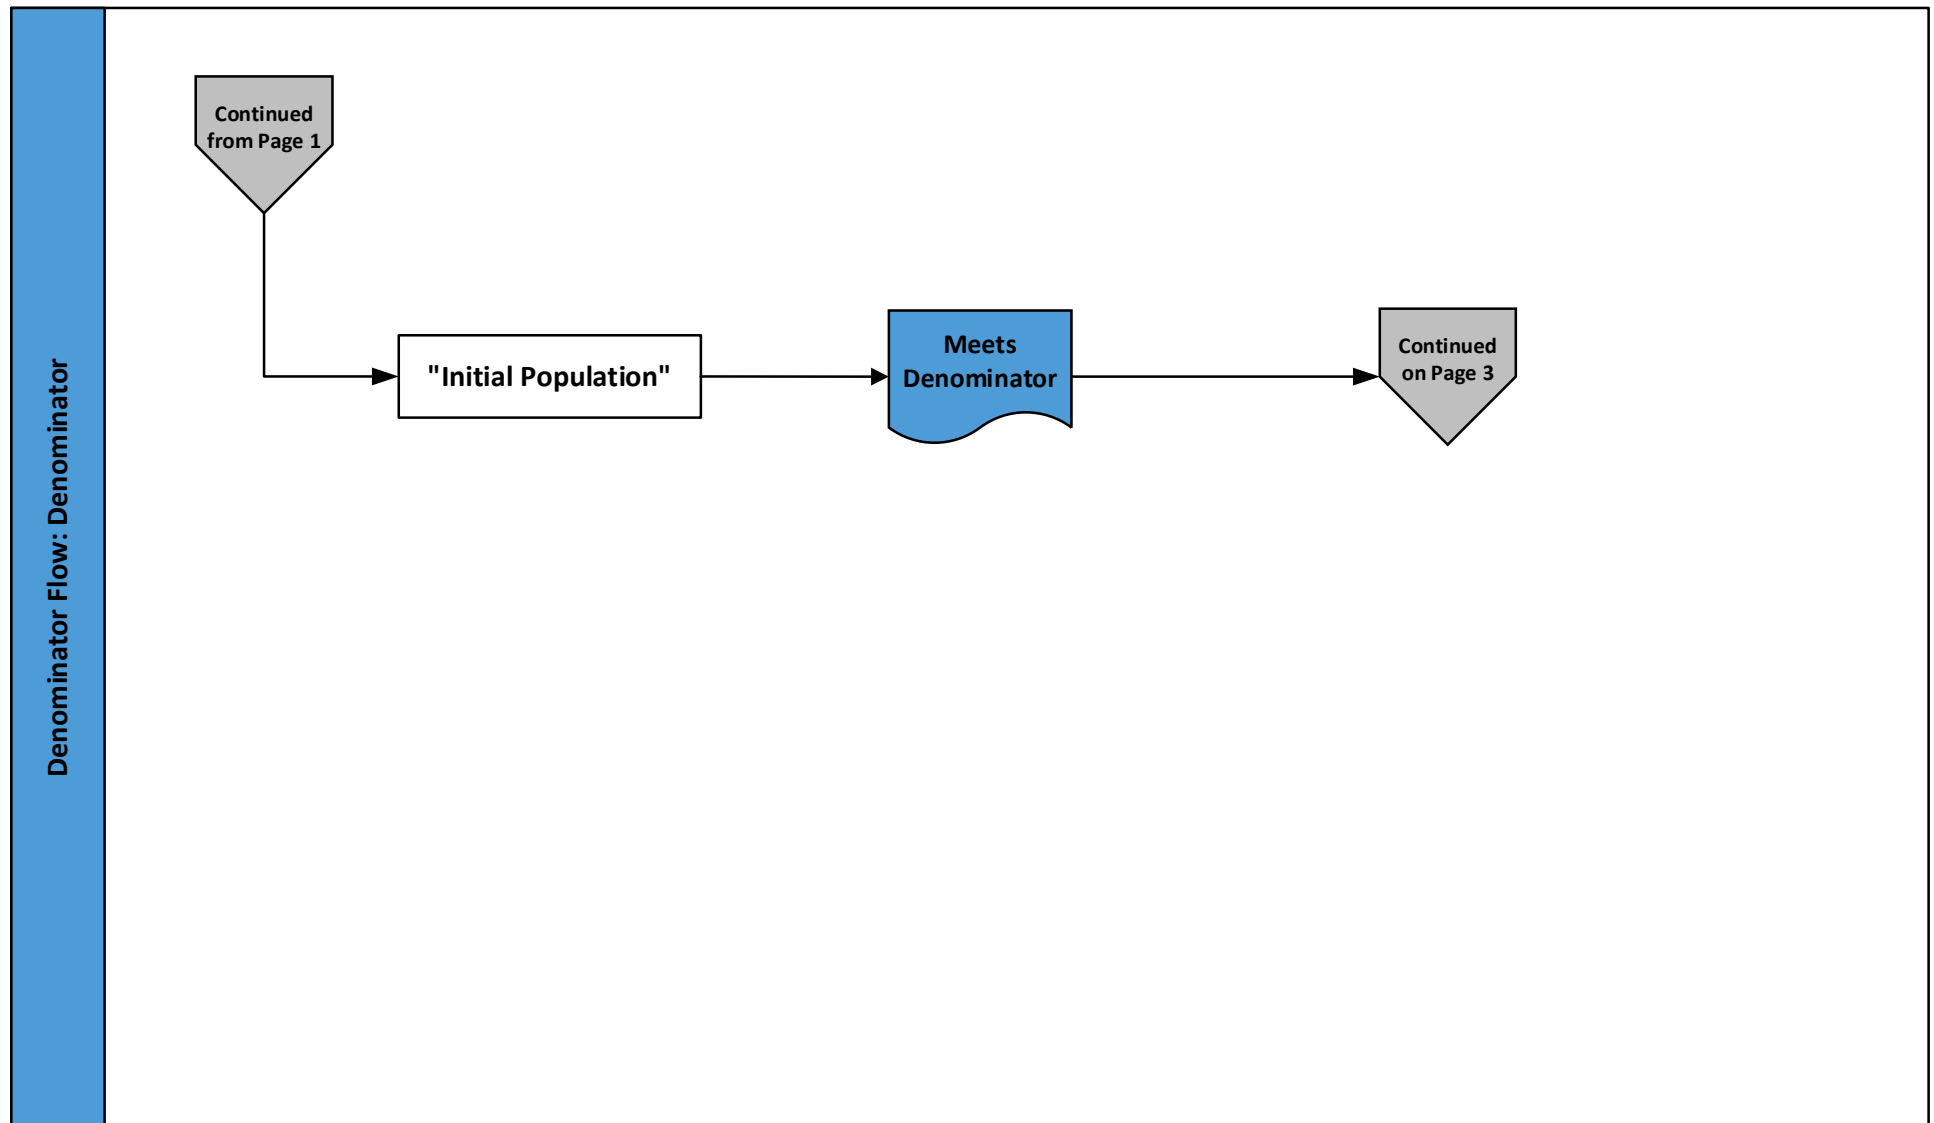 Denominator Flow: Denominator
Continued
from Page 1
"Initial Population"
Meets
Denominator
Continued
on Page 3